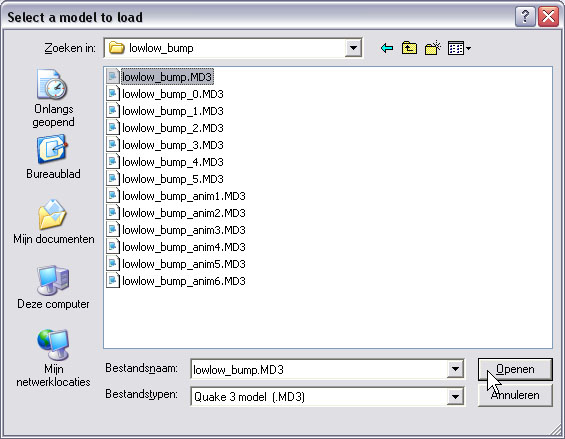 Select a model to load
Zoeken in:
lowlow_bump
Onlangs
geopend
Bureaublad
Mijn documenten
Deze computer
Mijn
netwerklocaties
lowlow_bump.MD3
lowlow_bump_0.MD3
lowlow_bump_1.MD3
lowlow_bump_2.MD3
lowlow_bump_3.MD3
lowlow_bump_4.MD3
lowlow_bump_5.MD3
lowlow_bump_anim1.MD3
lowlow_bump_anim2.MD3
lowlow_bump_anim3.MD3
lowlow_bump_anim4.MD3
lowlow_bump_anim5.MD3
lowlow_bump_anim6.MD3
Bestandsnaam:
lowlow_bump.MD3
Openen
Bestandstypen:
Quake 3 model (.MD3)
Annuleren